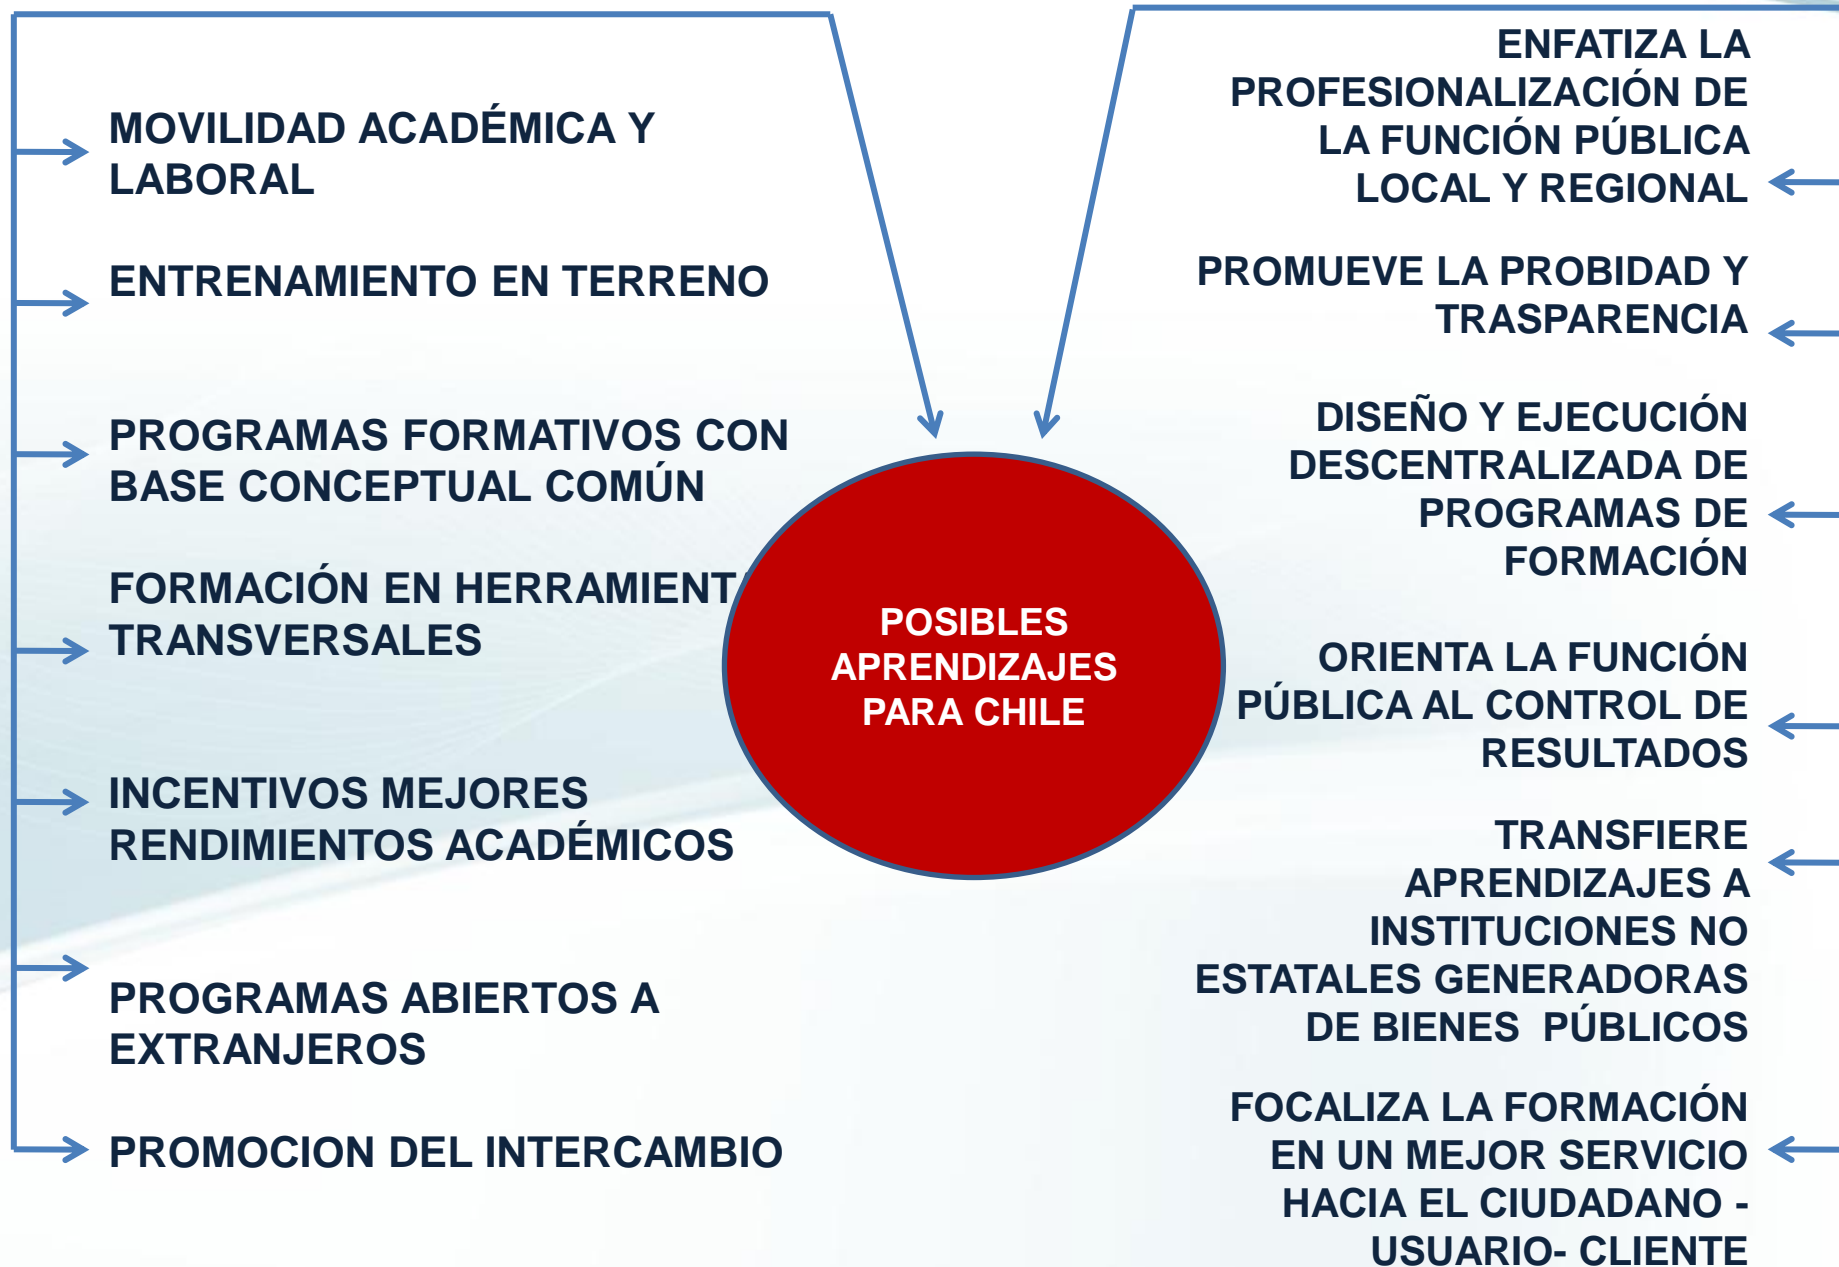 MOVILIDAD ACADÉMICA Y
LABORAL
ENTRENAMIENTO EN TERRENO
PROGRAMAS FORMATIVOS CON
BASE CONCEPTUAL COMÚN
FORMACIÓN EN HERRAMIENT
TRANSVERSALES
INCENTIVOS MEJORES
RENDIMIENTOS ACADÉMICOS
PROGRAMAS ABIERTOS A
EXTRANJEROS
PROMOCION DEL INTERCAMBIO
POSIBLES
APRENDIZAJES
PARA CHILE
ENFATIZA LA
PROFESIONALIZACIÓN DE
LA FUNCIÓN PÚBLICA
LOCAL Y REGIONAL
PROMUEVE LA PROBIDAD Y
TRASPARENCIA
DISEÑO Y EJECUCIÓN
DESCENTRALIZADA DE
PROGRAMAS DE
FORMACIÓN
ORIENTA LA FUNCIÓN
PÚBLICA AL CONTROL DE
RESULTADOS
TRANSFIERE
APRENDIZAJES A
INSTITUCIONES NO
ESTATALES GENERADORAS
DE BIENES  PÚBLICOS
FOCALIZA LA FORMACIÓN
EN UN MEJOR SERVICIO
HACIA EL CIUDADANO -
USUARIO- CLIENTE